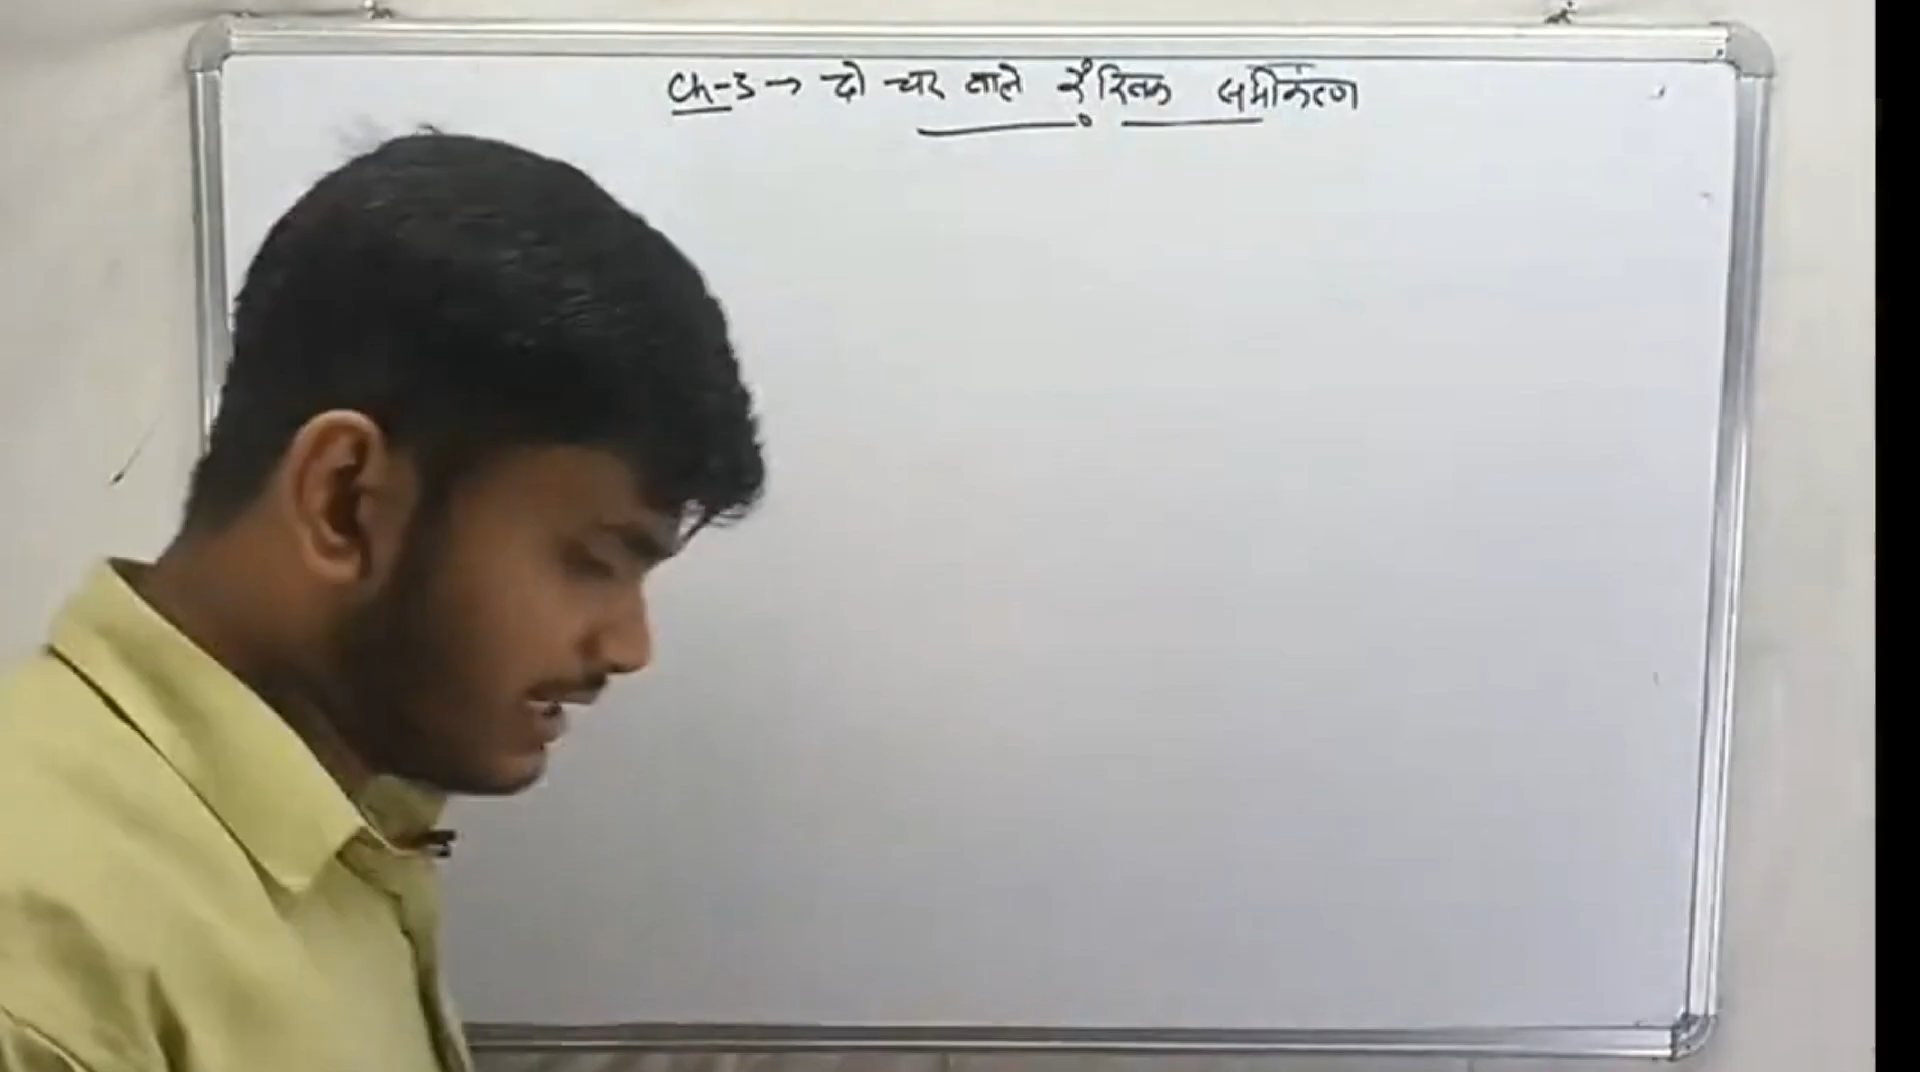 Ch-3 → दो चर वाले रैखिक समीकरण